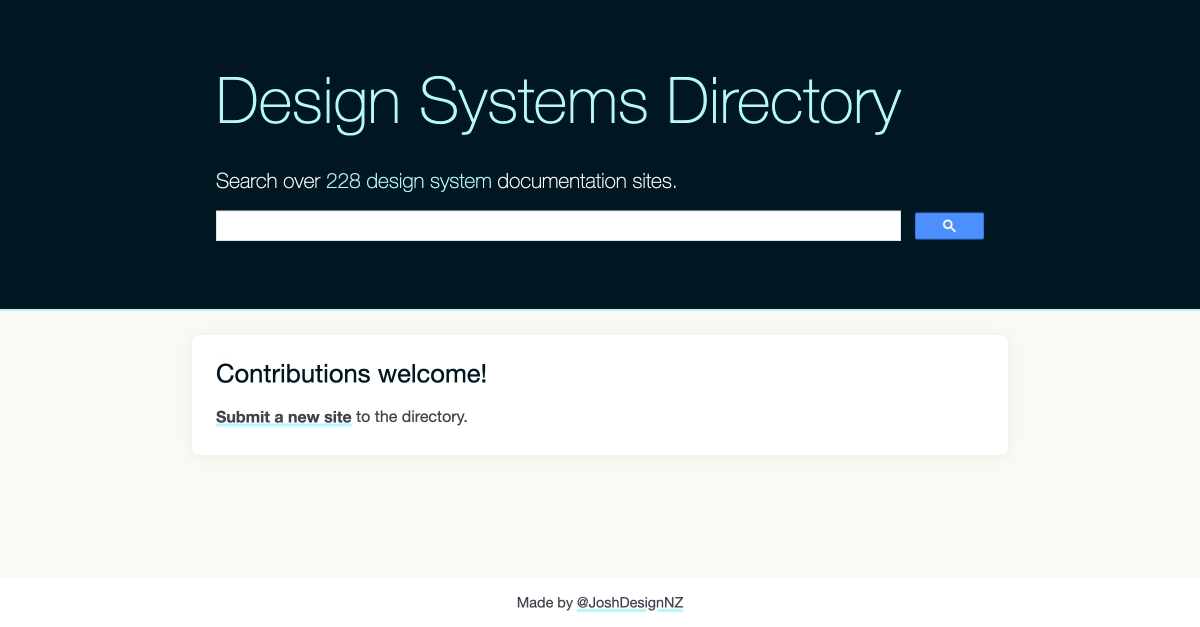 Design Systems Directory
Search over 228 design system documentation sites.
Contributions welcome!
Submit a new site to the directory.
Made by @JoshDesignNZ